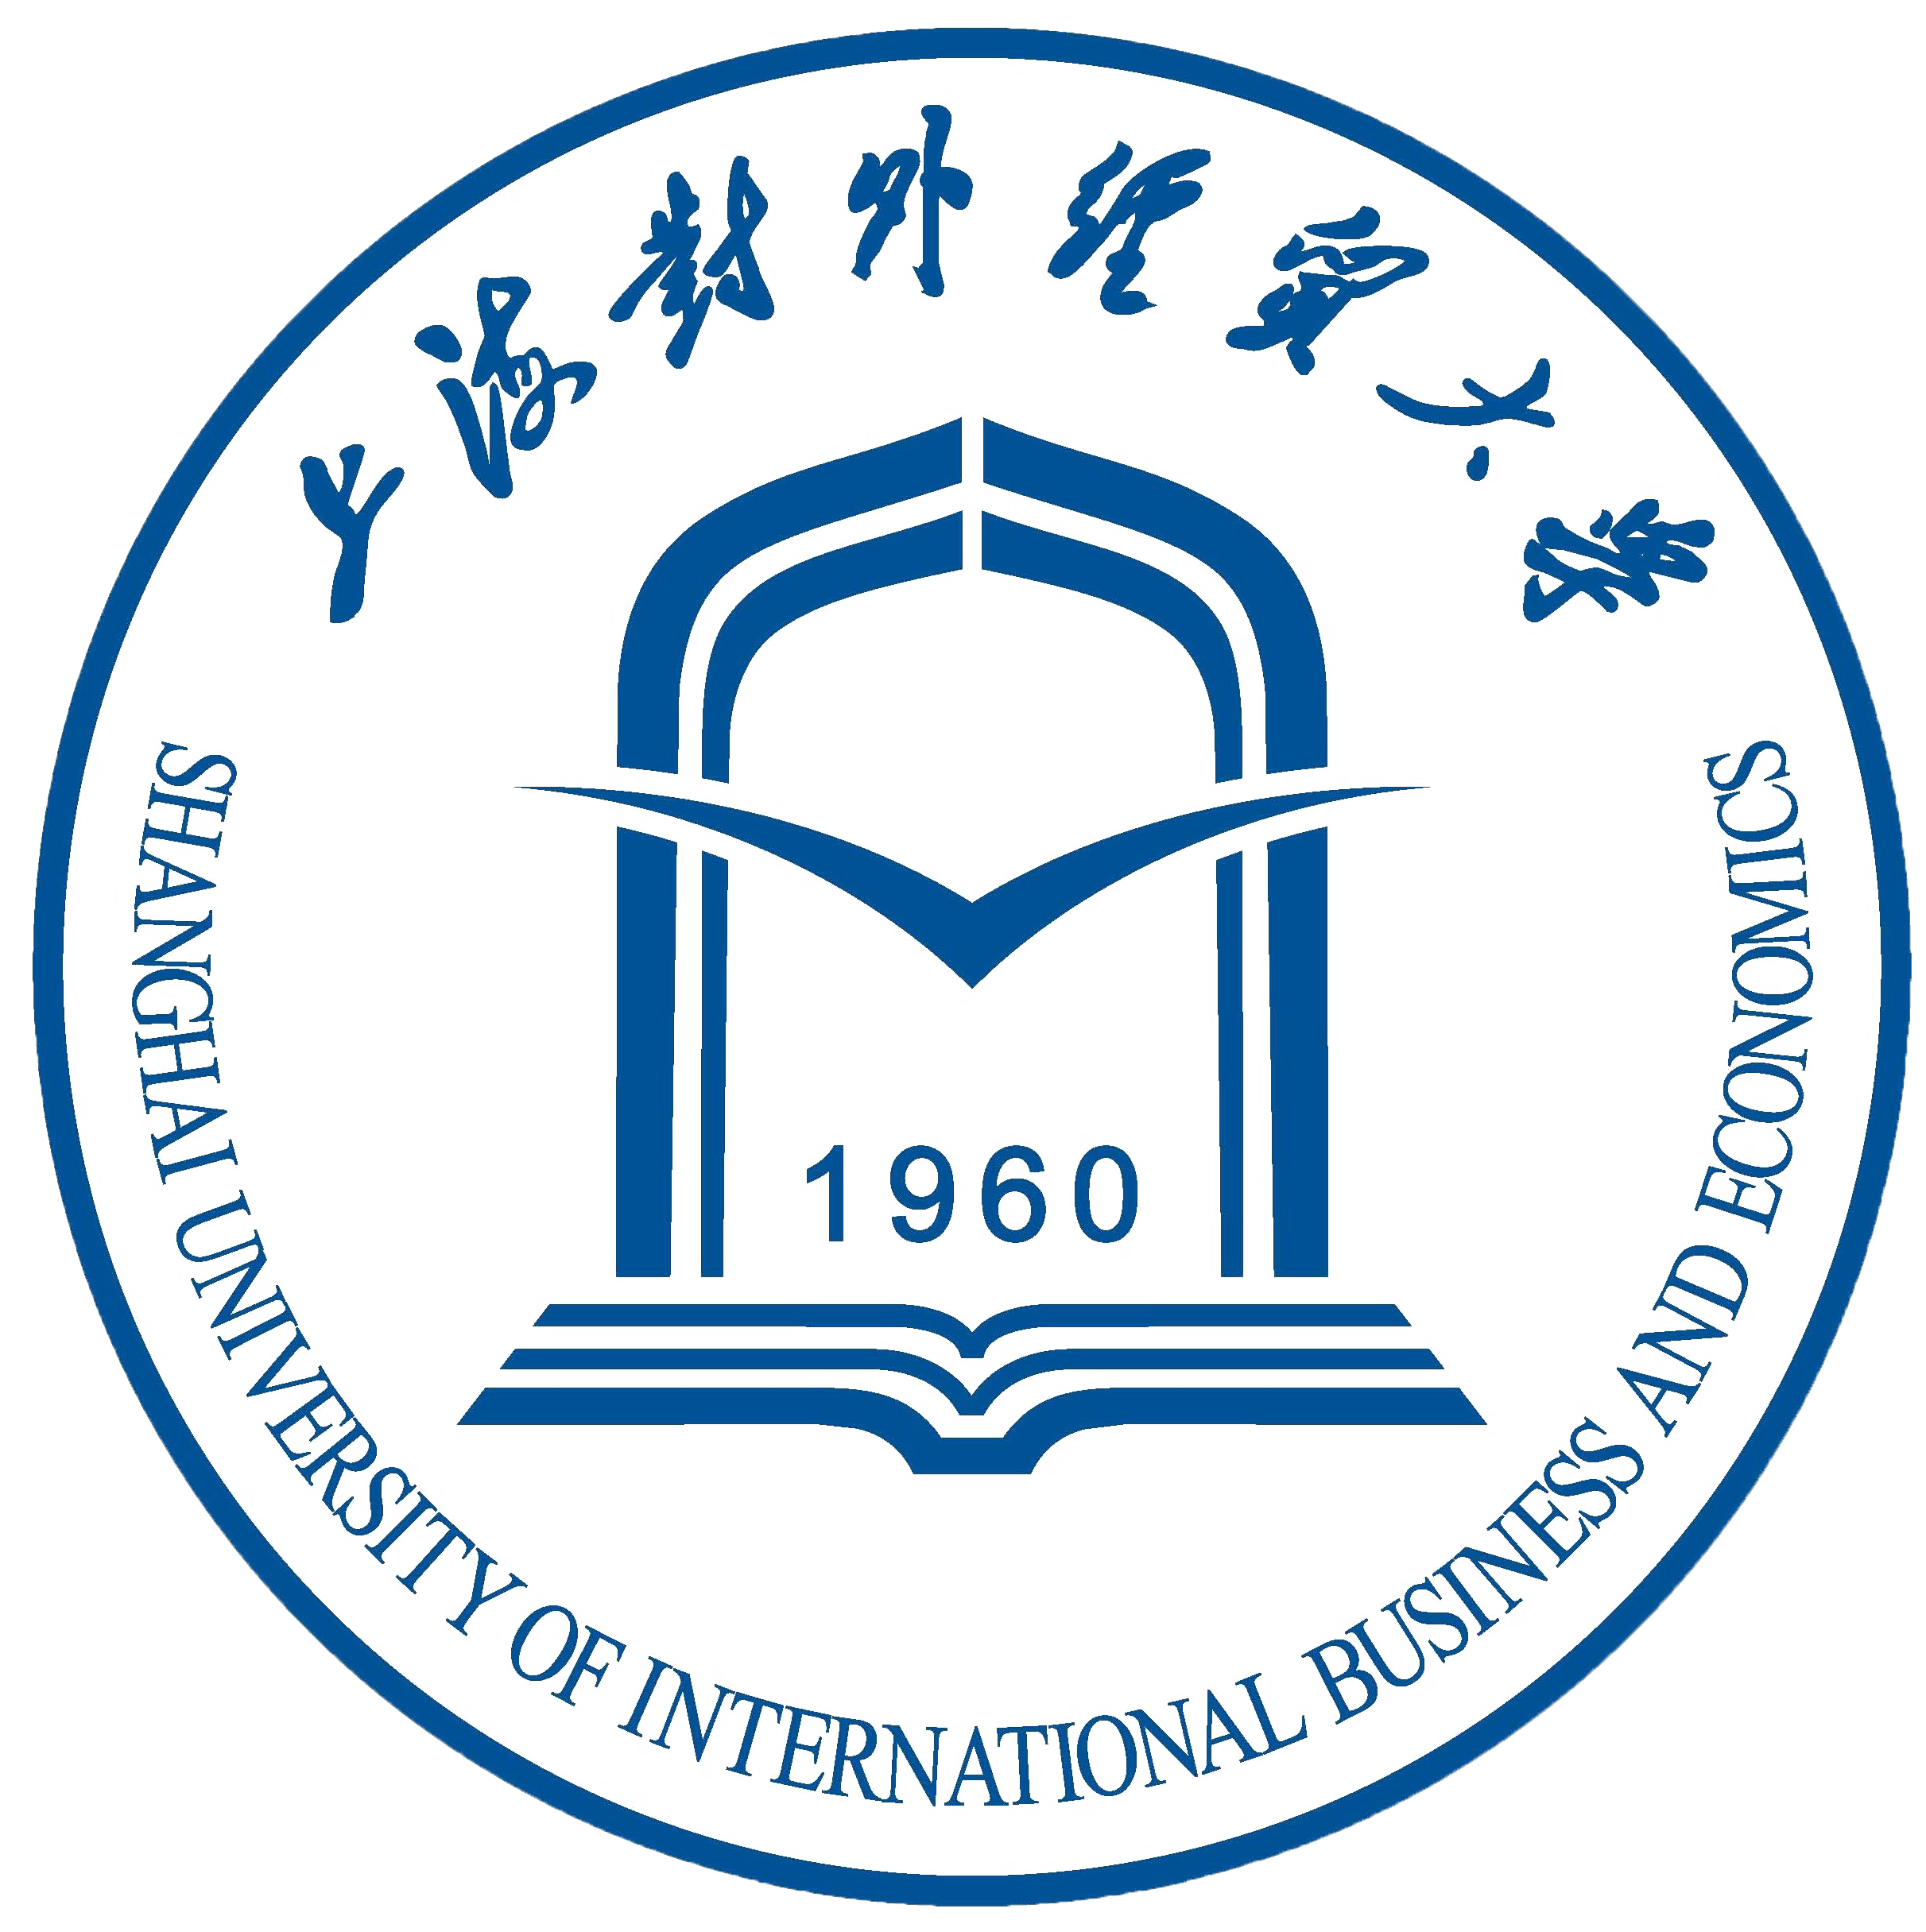 上海对外经贸大学
1960
SHANGHAI UNIVERSITY OF INTERNATIONAL BUSINESS AND ECONOMICS